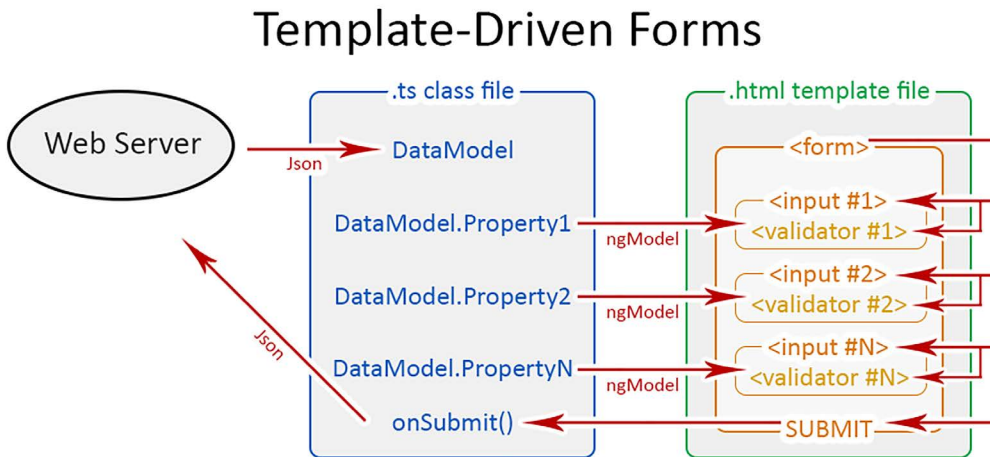 Template-Driven Forms
.ts class file
.html template file
Web Server
Json
DataModel
<form>
<input #1>
DataModel.Property1
ngModel
<validator #1>
<input #2>
DataModel.Property2
ngModel
<validator #2>
Json
<input #N>
DataModel.PropertyN
ngModel
<validator #N>
onSubmit()
SUBMIT